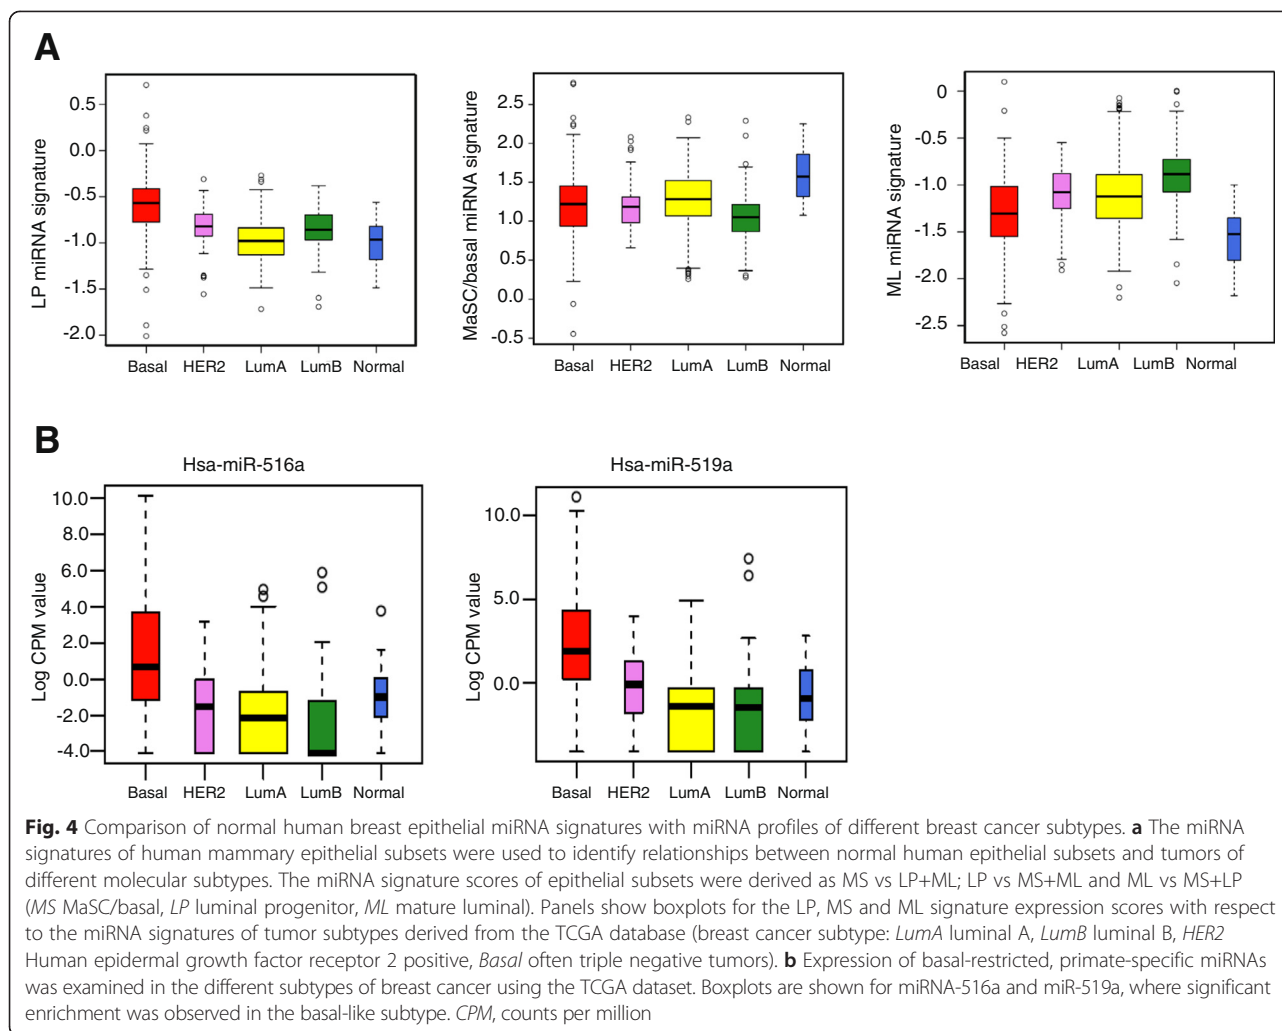 A
LP miRNA signature
0.5
0.0
-0.5
-1.0
-1.5
-2.0
Basal HER2 LumA LumB Normal
MaSC/basal miRNA signature
2.5
2.0
1.5
1.0
0.5
0.0
-0.5
Basal HER2 LumA LumB Normal
ML miRNA signature
0
-0.5
-1.0
-1.5
-2.0
-2.5
Basal HER2 LumA LumB Normal
B
Hsa-miR-516a
Log CPM value
10.0
8.0
6.0
4.0
2.0
0.0
-2.0
-4.0
Basal HER2 LumA LumB Normal
Hsa-miR-519a
Log CPM value
10.0
5.0
0.0
Basal HER2 LumA LumB Normal
Fig. 4 Comparison of normal human breast epithelial miRNA signatures with miRNA profiles of different breast cancer subtypes. a The miRNA
signatures of human mammary epithelial subsets were used to identify relationships between normal human epithelial subsets and tumors of
different molecular subtypes. The miRNA signature scores of epithelial subsets were derived as MS vs LP+ML; LP vs MS+ML and ML vs MS+LP
(MS MaSC/basal, LP luminal progenitor, ML mature luminal). Panels show boxplots for the LP, MS and ML signature expression scores with respect
to the miRNA signatures of tumor subtypes derived from the TCGA database (breast cancer subtype: LumA luminal A, LumB luminal B, HER2
Human epidermal growth factor receptor 2 positive, Basal often triple negative tumors). b Expression of basal-restricted, primate-specific miRNAs
was examined in the different subtypes of breast cancer using the TCGA dataset. Boxplots are shown for miRNA-516a and miR-519a, where significant
enrichment was observed in the basal-like subtype. CPM, counts per million